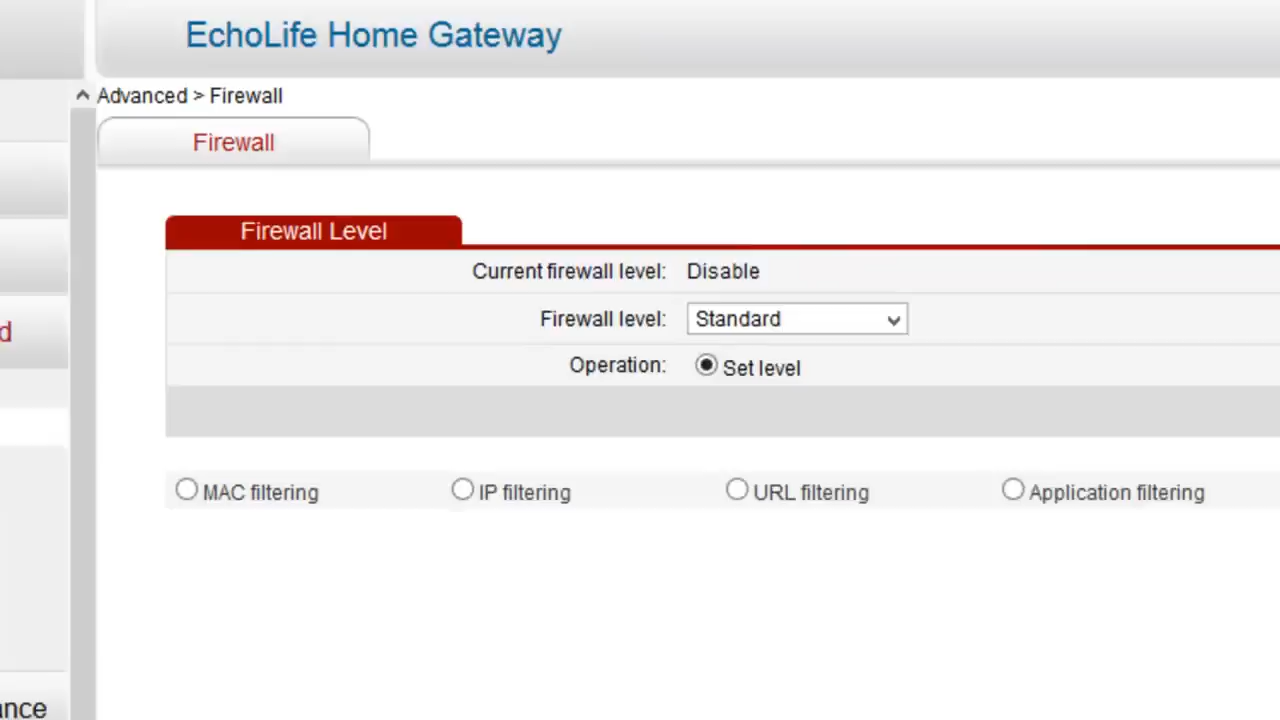 EchoLife Home Gateway
Advanced > Firewall
Firewall
Firewall Level
Current firewall level: Disable
Firewall level: Standard
d
Operation: Set level
MAC filtering IP filtering URL filtering Application filtering
ance